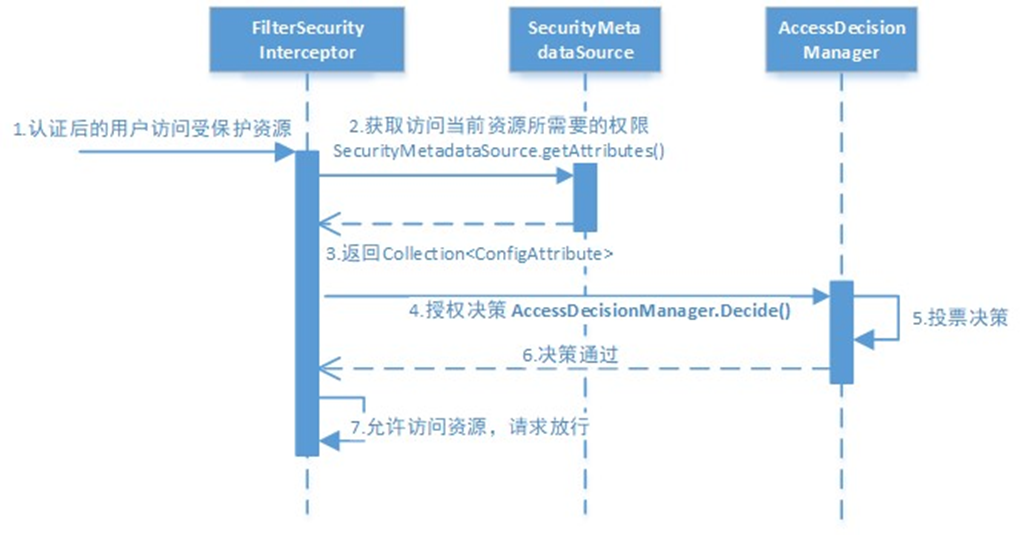 FilterSecurity
Interceptor
SecurityMeta
dataSource
AccessDecision
Manager
1.认证后的用户访问受保护资源
2.获取访问当前资源所需要的权限
SecurityMetadataSource.getAttributes()
3.返回Collection<ConfigAttribute>
4.授权决策 AccessDecisionManager.Decide()
5.投票决策
6.决策通过
7.允许访问资源，请求放行